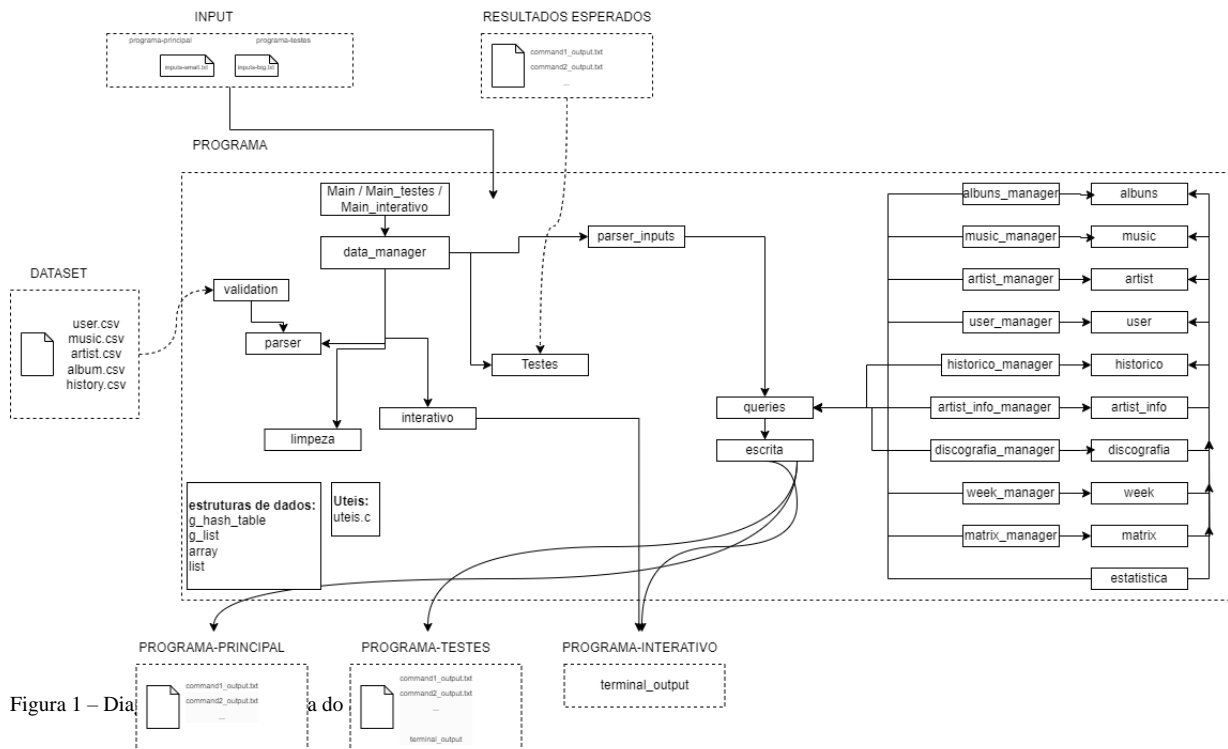 INPUT
programa-principal
programa-testes
inputs-small.txt
inputs-big.txt
RESULTADOS ESPERADOS
command1_output.txt
command2_output.txt
...
PROGRAMA
Main / Main_testes /
Main_interativo
data_manager
parser_inputs
DATASET
user.csv
music.csv
artist.csv
album.csv
history.csv
validation
parser
Testes
interativo
limpeza
queries
escrita
albuns_manager
albuns
music_manager
music
artist_manager
artist
user_manager
user
historico_manager
historico
artist_info_manager
artist_info
discografia_manager
discografia
week_manager
week
matrix_manager
matrix
estatistica
estruturas de dados:
g_hash_table
g_list
array
list
Uteis:
uteis.c
PROGRAMA-PRINCIPAL
command1_output.txt
command2_output.txt
...
PROGRAMA-TESTES
command1_output.txt
command2_output.txt
...
terminal_output
PROGRAMA-INTERATIVO
terminal_output
Figura 1 – Dia a do